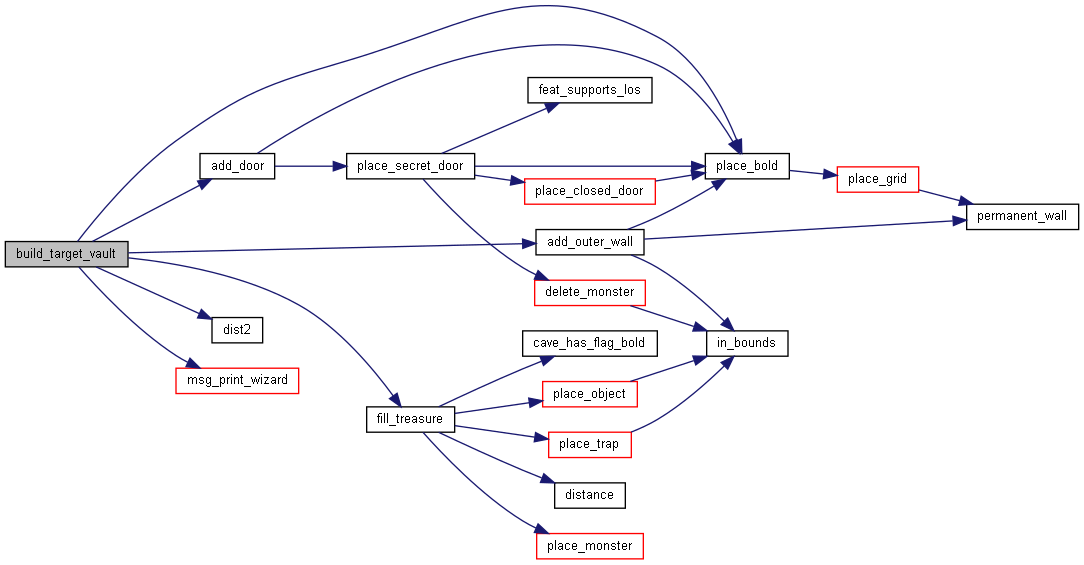 build_target_vault
add_door
dist2
msg_print_wizard
place_secret_door
fill_treasure
feat_supports_los
place_closed_door
add_outer_wall
delete_monster
cave_has_flag_bold
place_object
place_trap
distance
place_monster
place_bold
in_bounds
place_grid
permanent_wall